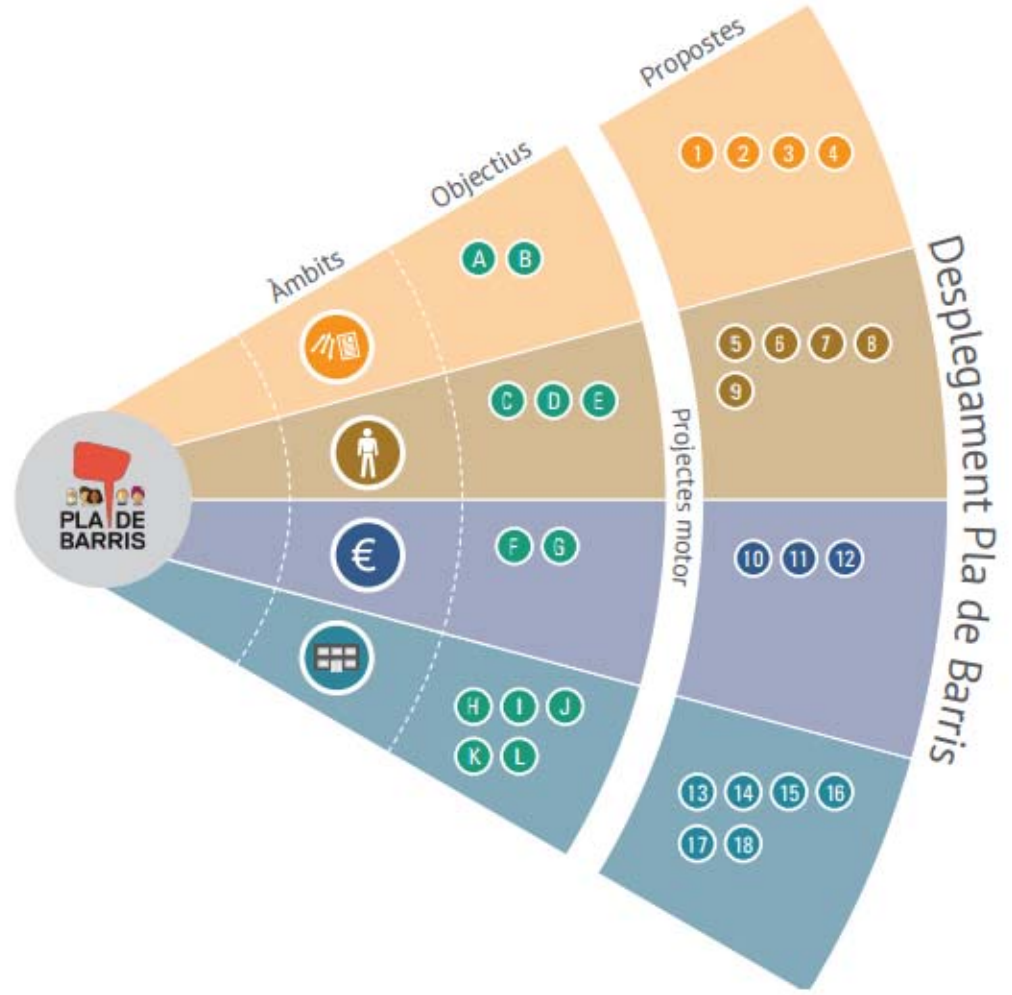 Propostes
Objectius
Àmbits
1 2 3 4
A B
5 6 7 8
9
C D E
PLA DE
BARRIS
€
F G
Projectes motor
10 11 12
H I J
K L
13 14 15 16
17 18
Desplegament Pla de Barris